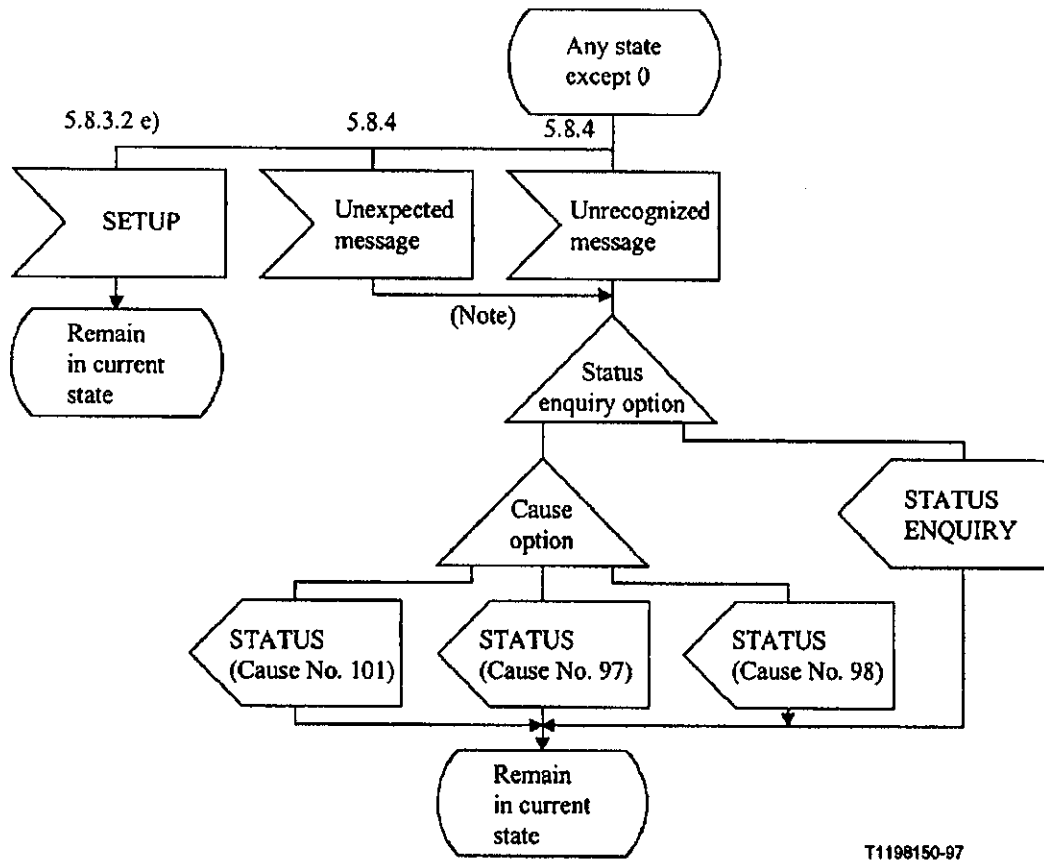 Any state
except 0
5.8.3.2 e)
5.8.4
5.8.4
SETUP
Unexpected
message
Unrecognized
message
(Note)
Remain
in current
state
Status
enquiry option
STATUS
ENQUIRY
Cause
option
STATUS
(Cause No. 101)
STATUS
(Cause No. 97)
STATUS
(Cause No. 98)
Remain
in current
state
T1198150-97